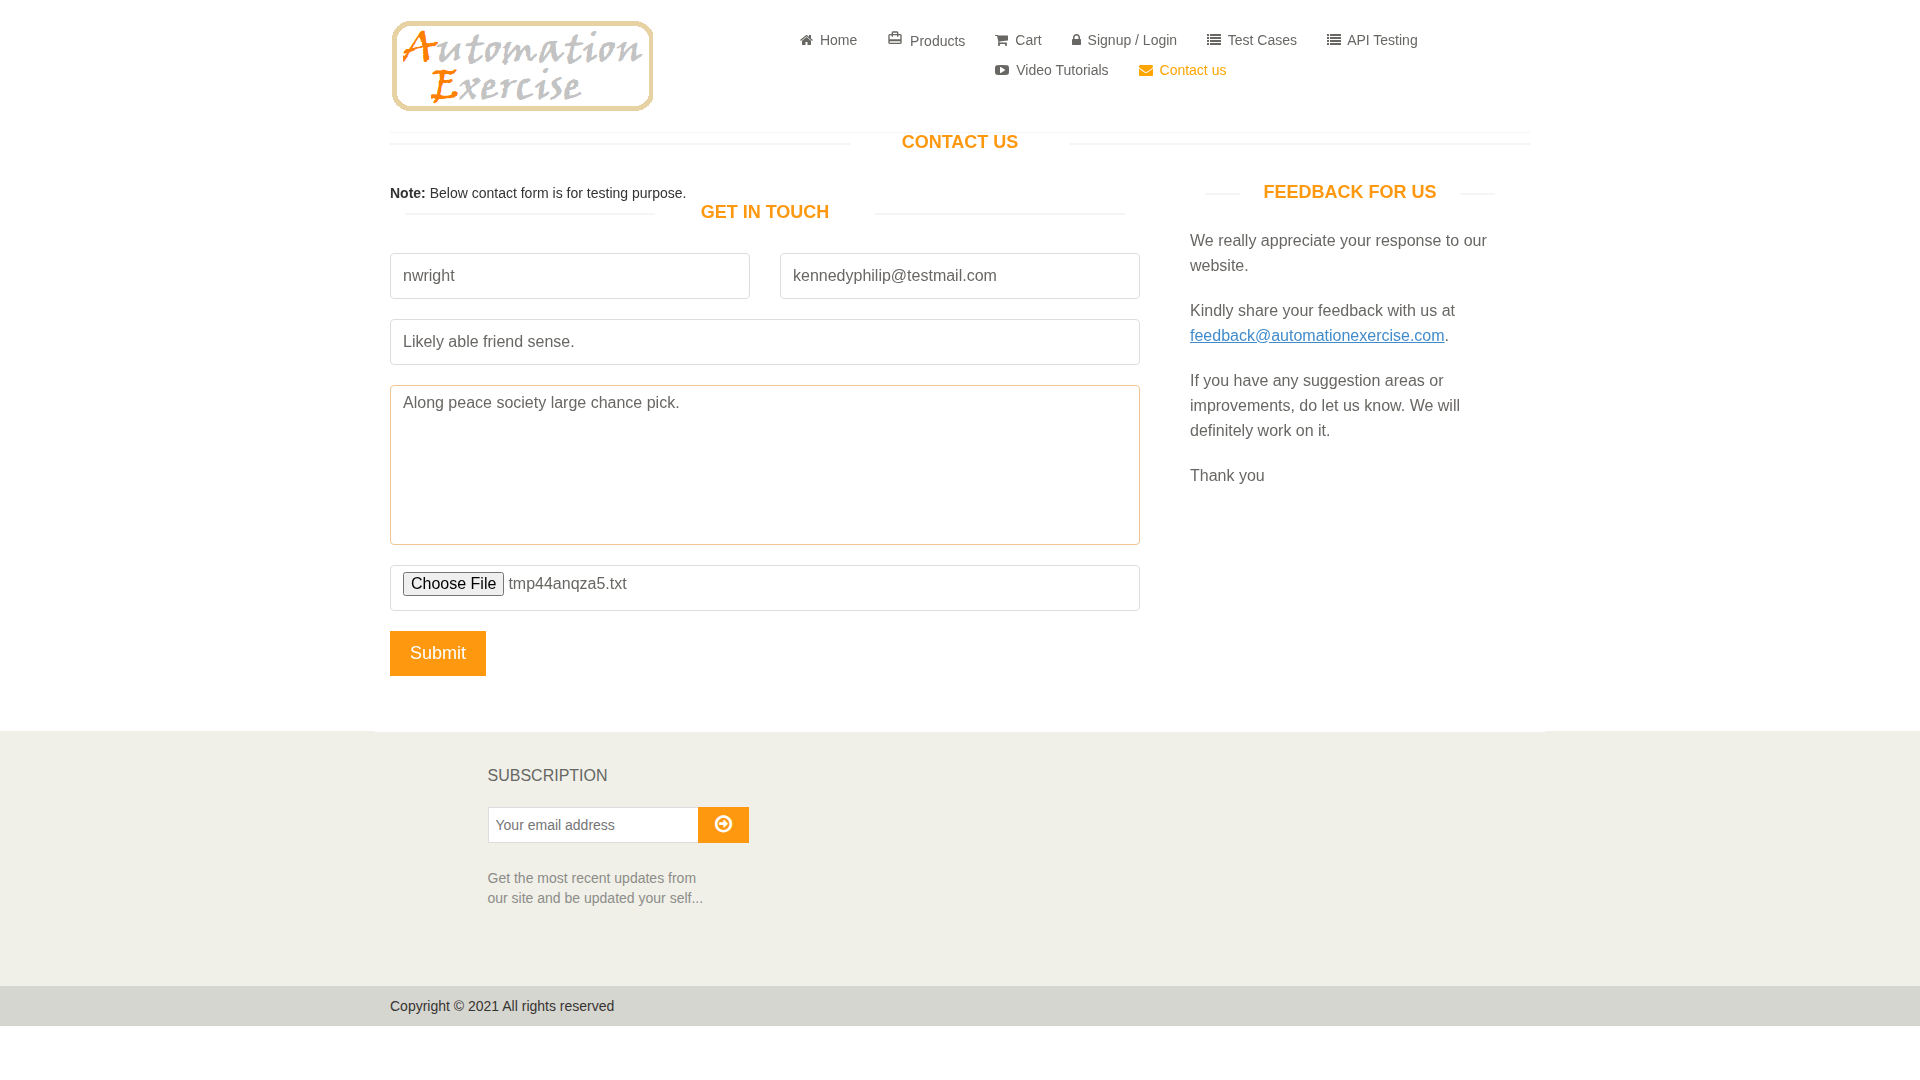 Automation
Exercise
Home
Products
Cart
Signup / Login
Test Cases
API Testing
Video Tutorials
Contact us
CONTACT US
Note: Below contact form is for testing purpose.
GET IN TOUCH
nwright
kennedyphilip@testmail.com
Likely able friend sense.
Along peace society large chance pick.
Choose File tmp44anqza5.txt
Submit
FEEDBACK FOR US
We really appreciate your response to our
website.
Kindly share your feedback with us at
feedback@automationexercise.com.
If you have any suggestion areas or
improvements, do let us know. We will
definitely work on it.
Thank you
SUBSCRIPTION
Your email address
Get the most recent updates from
our site and be updated your self...
Copyright © 2021 All rights reserved